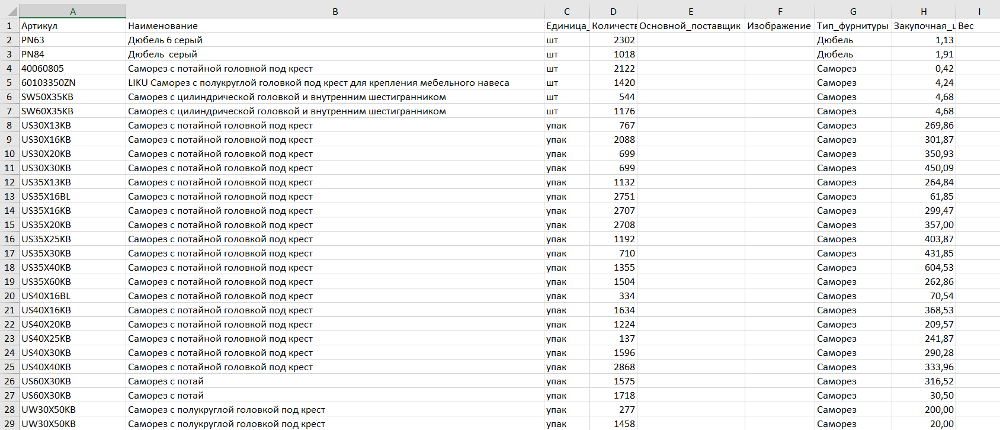 A B C D E F G H I
1 Артикул Наименование Единица_ Количеств Основной_поставщик Изображение Тип_фурнитуры Закупочная_ц Вес
2 PN63 Дюбель 6 серый шт 2302 Дюбель 1,13
3 PN84 Дюбель  серый шт 1018 Дюбель 1,91
4 40060805 Саморез с потайной головкой под крест шт 2122 Саморез 0,42
5 60103350ZN LIKU Саморез с полукруглой головкой под крест для крепления мебельного навеса шт 1420 Саморез 4,24
6 SW50X35KB Саморез с цилиндрической головкой и внутренним шестигранником шт 544 Саморез 4,68
7 SW60X35KB Саморез с цилиндрической головкой и внутренним шестигранником шт 1176 Саморез 4,68
8 US30X13KB Саморез с потайной головкой под крест упак 767 Саморез 269,86
9 US30X16KB Саморез с потайной головкой под крест упак 2088 Саморез 301,87
10 US30X20KB Саморез с потайной головкой под крест упак 699 Саморез 350,93
11 US30X30KB Саморез с потайной головкой под крест упак 699 Саморез 450,09
12 US35X13KB Саморез с потайной головкой под крест упак 1132 Саморез 264,84
13 US35X16BL Саморез с потайной головкой под крест упак 2751 Саморез 61,85
14 US35X16KB Саморез с потайной головкой под крест упак 2707 Саморез 299,47
15 US35X20KB Саморез с потайной головкой под крест упак 2708 Саморез 357,00
16 US35X25KB Саморез с потайной головкой под крест упак 1192 Саморез 403,87
17 US35X30KB Саморез с потайной головкой под крест упак 710 Саморез 431,85
18 US35X40KB Саморез с потайной головкой под крест упак 1355 Саморез 604,53
19 US35X60KB Саморез с потайной головкой под крест упак 1504 Саморез 262,86
20 US40X16BL Саморез с потайной головкой под крест упак 334 Саморез 70,54
21 US40X16KB Саморез с потайной головкой под крест упак 1634 Саморез 368,53
22 US40X20KB Саморез с потайной головкой под крест упак 1224 Саморез 209,57
23 US40X25KB Саморез с потайной головкой под крест упак 137 Саморез 241,87
24 US40X30KB Саморез с потайной головкой под крест упак 1596 Саморез 290,28
25 US40X40KB Саморез с потайной головкой под крест упак 2868 Саморез 333,96
26 US60X30KB Саморез с потай упак 1575 Саморез 316,52
27 US60X30KB Саморез с потай упак 1718 Саморез 30,50
28 UW30X50KB Саморез с полукруглой головкой под крест упак 277 Саморез 200,00
29 UW30X50KB Саморез с полукруглой головкой под крест упак 1458 Саморез 20,00